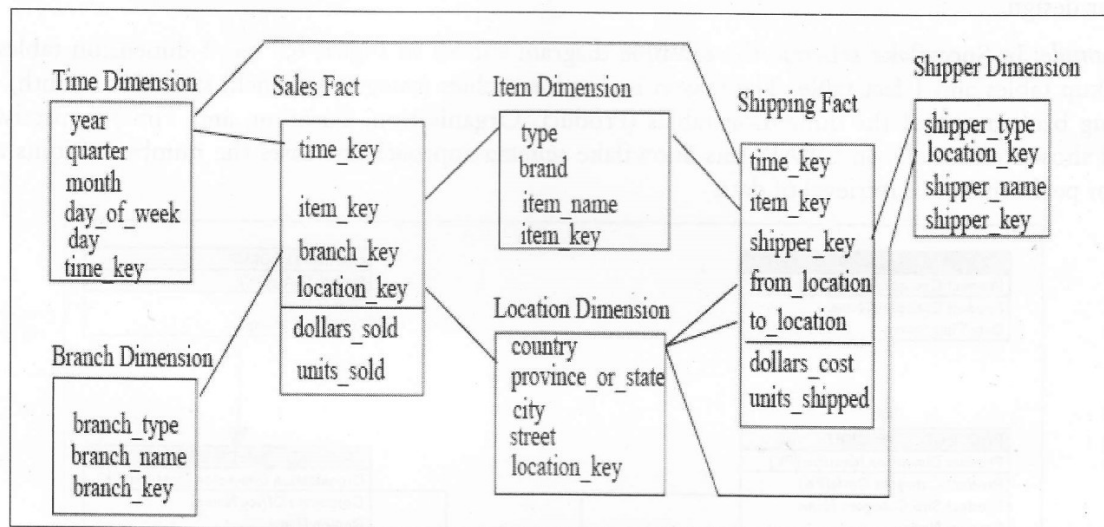 Time Dimension
year
quarter
month
day_of_week
day
time_key
Sales Fact
time_key
item_key
branch_key
location_key
dollars_sold
units_sold
Item Dimension
type
brand
item_name
item_key
Shipping Fact
time_key
item_key
shipper_key
from_location
to_location
dollars_cost
units_shipped
Shipper Dimension
shipper_type
location_key
shipper_name
shipper_key
Branch Dimension
branch_type
branch_name
branch_key
Location Dimension
country
province_or_state
city
street
location_key